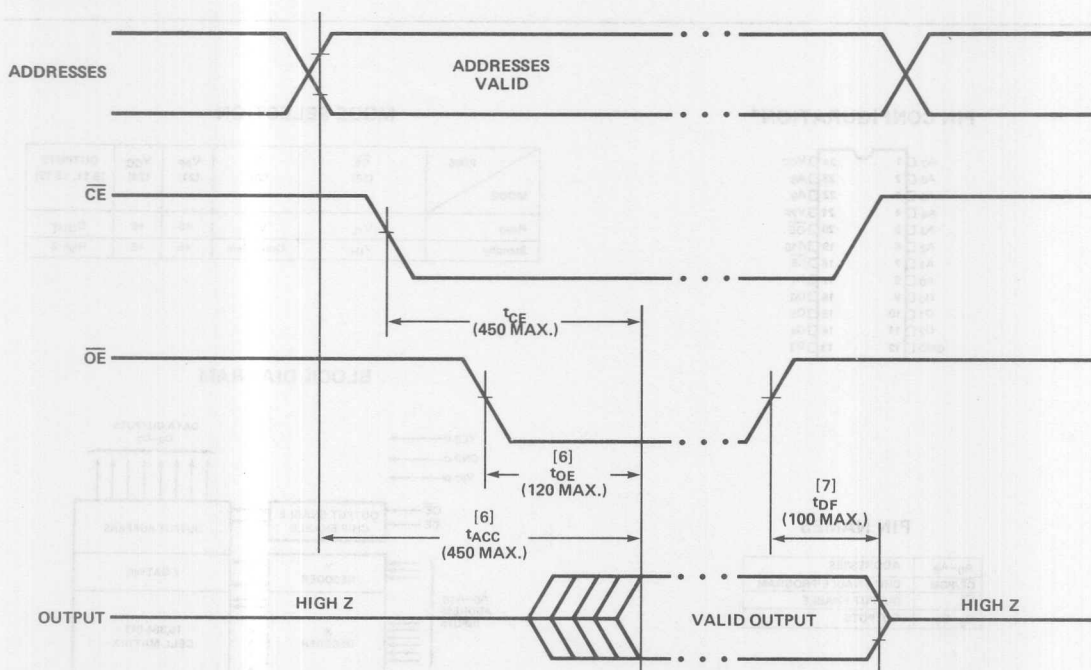 ADDRESSES
ADDRESSES
VALID
CE
tCE
(450 MAX.)
OE
[6]
tOE
(120 MAX.)
[7]
tDF
(100 MAX.)
[6]
tACC
(450 MAX.)
OUTPUT
HIGH Z
VALID OUTPUT
HIGH Z